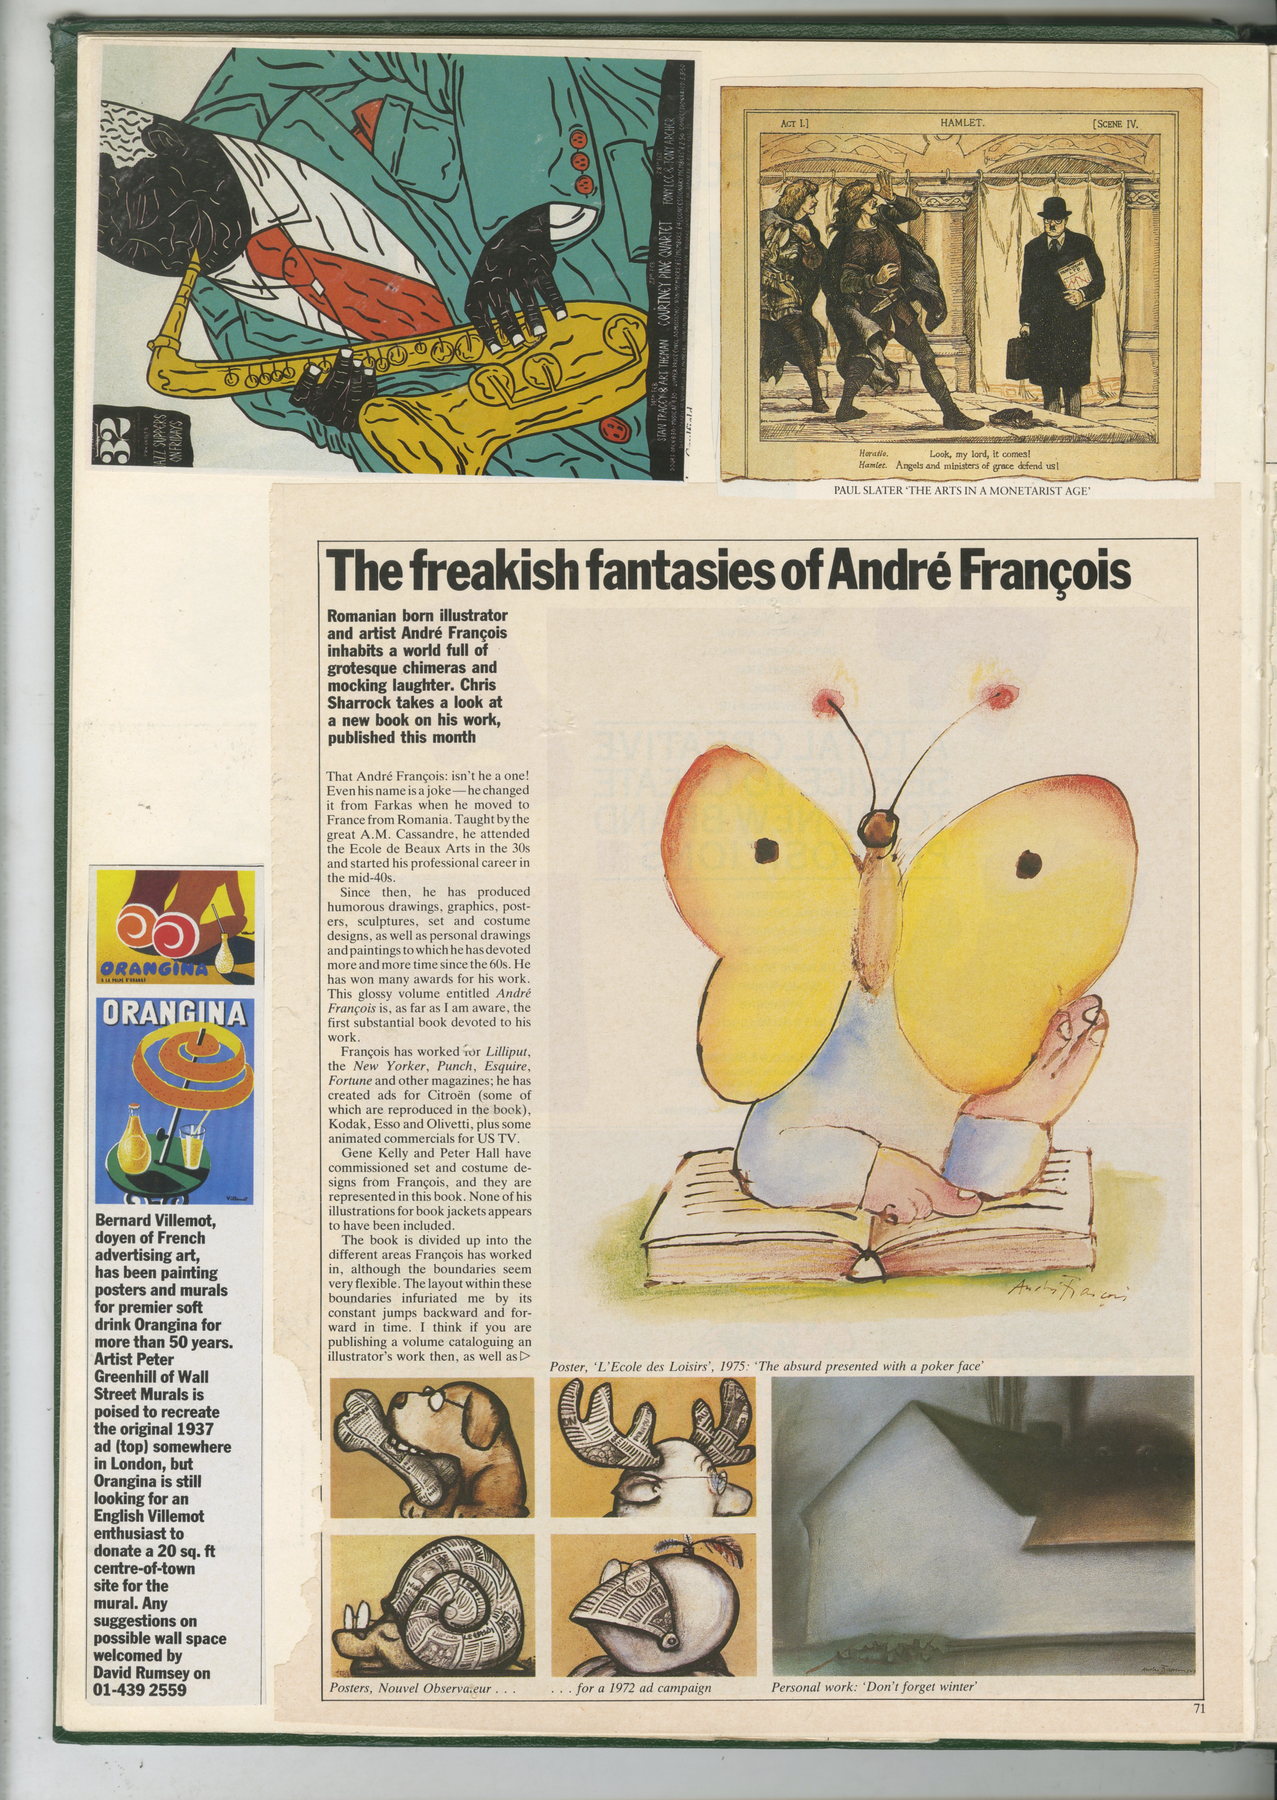 STAN TRACEY & ART THEMAN
COURTNEY PINE QUARTET
TONY LEE & TONY ARCHER
JAZZ DRIPPERS
ON FRIDAYS
ACT I.]
HAMLET.
[SCENE IV.
Horatio. Look, my lord, it comes!
Hamlet. Angels and ministers of grace defend us!
PAUL SLATER 'THE ARTS IN A MONETARIST AGE'
The freakish fantasies of André François
Romanian born illustrator
and artist André François
inhabits a world full of
grotesque chimeras and
mocking laughter. Chris
Sharrock takes a look at
a new book on his work,
published this month
That André François: isn't he a one!
Even his name is a joke — he changed
it from Farkas when he moved to
France from Romania. Taught by the
great A.M. Cassandre, he attended
the Ecole de Beaux Arts in the 30s
and started his professional career in
the mid-40s.
Since then, he has produced
humorous drawings, graphics, post-
ers, sculptures, set and costume
designs, as well as personal drawings
and paintings to which he has devoted
more and more time since the 60s. He
has won many awards for his work.
This glossy volume entitled André
François is, as far as I am aware, the
first substantial book devoted to his
work.
François has worked for Lilliput,
the New Yorker, Punch, Esquire,
Fortune and other magazines; he has
created ads for Citroën (some of
which are reproduced in the book),
Kodak, Esso and Olivetti, plus some
animated commercials for US TV.
Gene Kelly and Peter Hall have
commissioned set and costume de-
signs from François, and they are
represented in this book. None of his
illustrations for book jackets appears
to have been included.
The book is divided up into the
different areas François has worked
in, although the boundaries seem
very flexible. The layout within these
boundaries infuriated me by its
constant jumps backward and for-
ward in time. I think if you are
publishing a volume cataloguing an
illustrator's work then, as well as ▷
André François
Poster, 'L'Ecole des Loisirs', 1975: 'The absurd presented with a poker face'
Posters, Nouvel Observateur . . .
. . . for a 1972 ad campaign
Personal work: 'Don't forget winter'
71
ORANGINA
A LA PULPE D'ORANGE
ORANGINA
Villemot
Bernard Villemot,
doyen of French
advertising art,
has been painting
posters and murals
for premier soft
drink Orangina for
more than 50 years.
Artist Peter
Greenhill of Wall
Street Murals is
poised to recreate
the original 1937
ad (top) somewhere
in London, but
Orangina is still
looking for an
English Villemot
enthusiast to
donate a 20 sq. ft
centre-of-town
site for the
mural. Any
suggestions on
possible wall space
welcomed by
David Rumsey on
01-439 2559